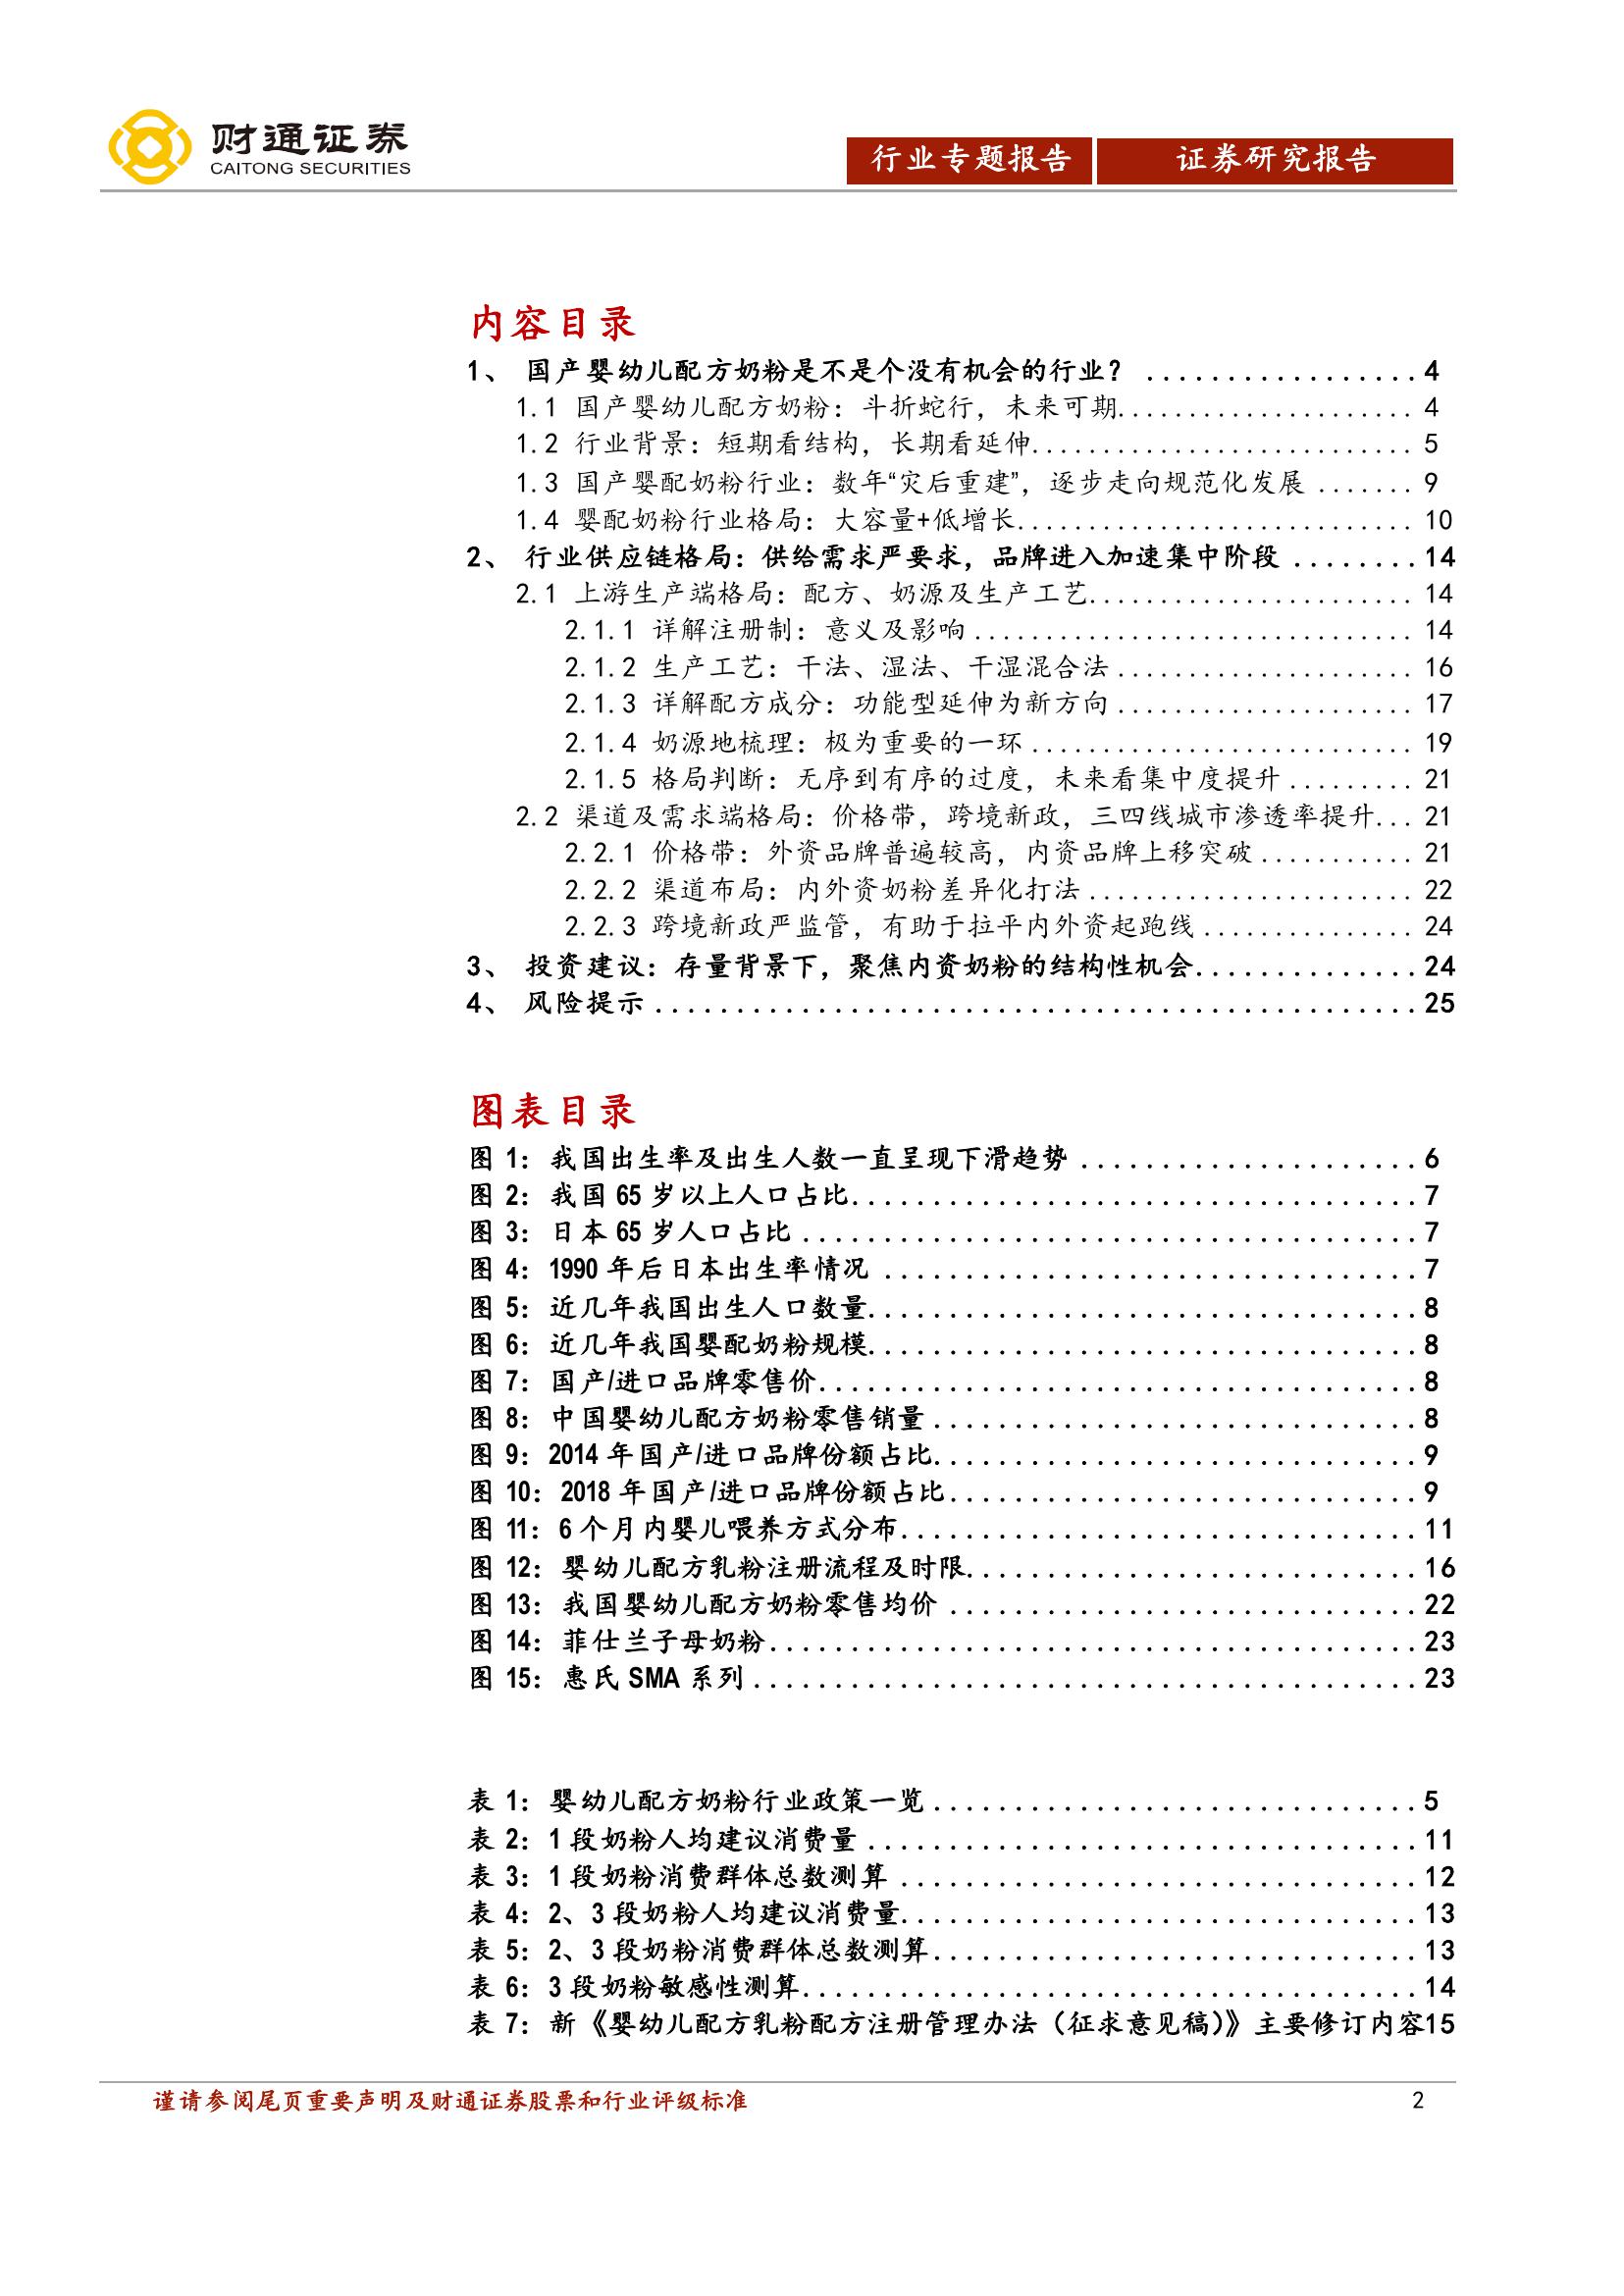 财通证券
CAITONG SECURITIES
行业专题报告
证券研究报告
内容目录
1、 国产婴幼儿配方奶粉是不是个没有机会的行业？ ................. 4
1.1 国产婴幼儿配方奶粉：斗折蛇行，未来可期..................... 4
1.2 行业背景：短期看结构，长期看延伸........................... 5
1.3 国产婴配奶粉行业：数年“灾后重建”，逐步走向规范化发展 ....... 9
1.4 婴配奶粉行业格局：大容量+低增长............................ 10
2、 行业供应链格局：供给需求严要求，品牌进入加速集中阶段 ........ 14
2.1 上游生产端格局：配方、奶源及生产工艺....................... 14
2.1.1 详解注册制：意义及影响 ............................... 14
2.1.2 生产工艺：干法、湿法、干湿混合法 ..................... 16
2.1.3 详解配方成分：功能型延伸为新方向 ..................... 17
2.1.4 奶源地梳理：极为重要的一环 ........................... 19
2.1.5 格局判断：无序到有序的过度，未来看集中度提升 ......... 21
2.2 渠道及需求端格局：价格带，跨境新政，三四线城市渗透率提升... 21
2.2.1 价格带：外资品牌普遍较高，内资品牌上移突破 ........... 21
2.2.2 渠道布局：内外资奶粉差异化打法 ....................... 22
2.2.3 跨境新政严监管，有助于拉平内外资起跑线 ............... 24
3、 投资建议：存量背景下，聚焦内资奶粉的结构性机会.............. 24
4、 风险提示 ............................................... 25
图表目录
图 1：我国出生率及出生人数一直呈现下滑趋势 ..................... 6
图 2：我国 65 岁以上人口占比................................... 7
图 3：日本 65 岁人口占比 ...................................... 7
图 4：1990 年后日本出生率情况 ................................. 7
图 5：近几年我国出生人口数量.................................. 8
图 6：近几年我国婴配奶粉规模.................................. 8
图 7：国产/进口品牌零售价..................................... 8
图 8：中国婴幼儿配方奶粉零售销量 .............................. 8
图 9：2014 年国产/进口品牌份额占比.............................. 9
图 10：2018 年国产/进口品牌份额占比............................. 9
图 11：6 个月内婴儿喂养方式分布................................ 11
图 12：婴幼儿配方乳粉注册流程及时限............................ 16
图 13：我国婴幼儿配方奶粉零售均价 ............................. 22
图 14：菲仕兰子母奶粉........................................ 23
图 15：惠氏 SMA 系列 ......................................... 23
表 1：婴幼儿配方奶粉行业政策一览 .............................. 5
表 2：1 段奶粉人均建议消费量 .................................. 11
表 3：1 段奶粉消费群体总数测算 ................................ 12
表 4：2、3 段奶粉人均建议消费量................................ 13
表 5：2、3 段奶粉消费群体总数测算.............................. 13
表 6：3 段奶粉敏感性测算...................................... 14
表 7：新《婴幼儿配方乳粉配方注册管理办法（征求意见稿）》主要修订内容15
谨请参阅尾页重要声明及财通证券股票和行业评级标准
2